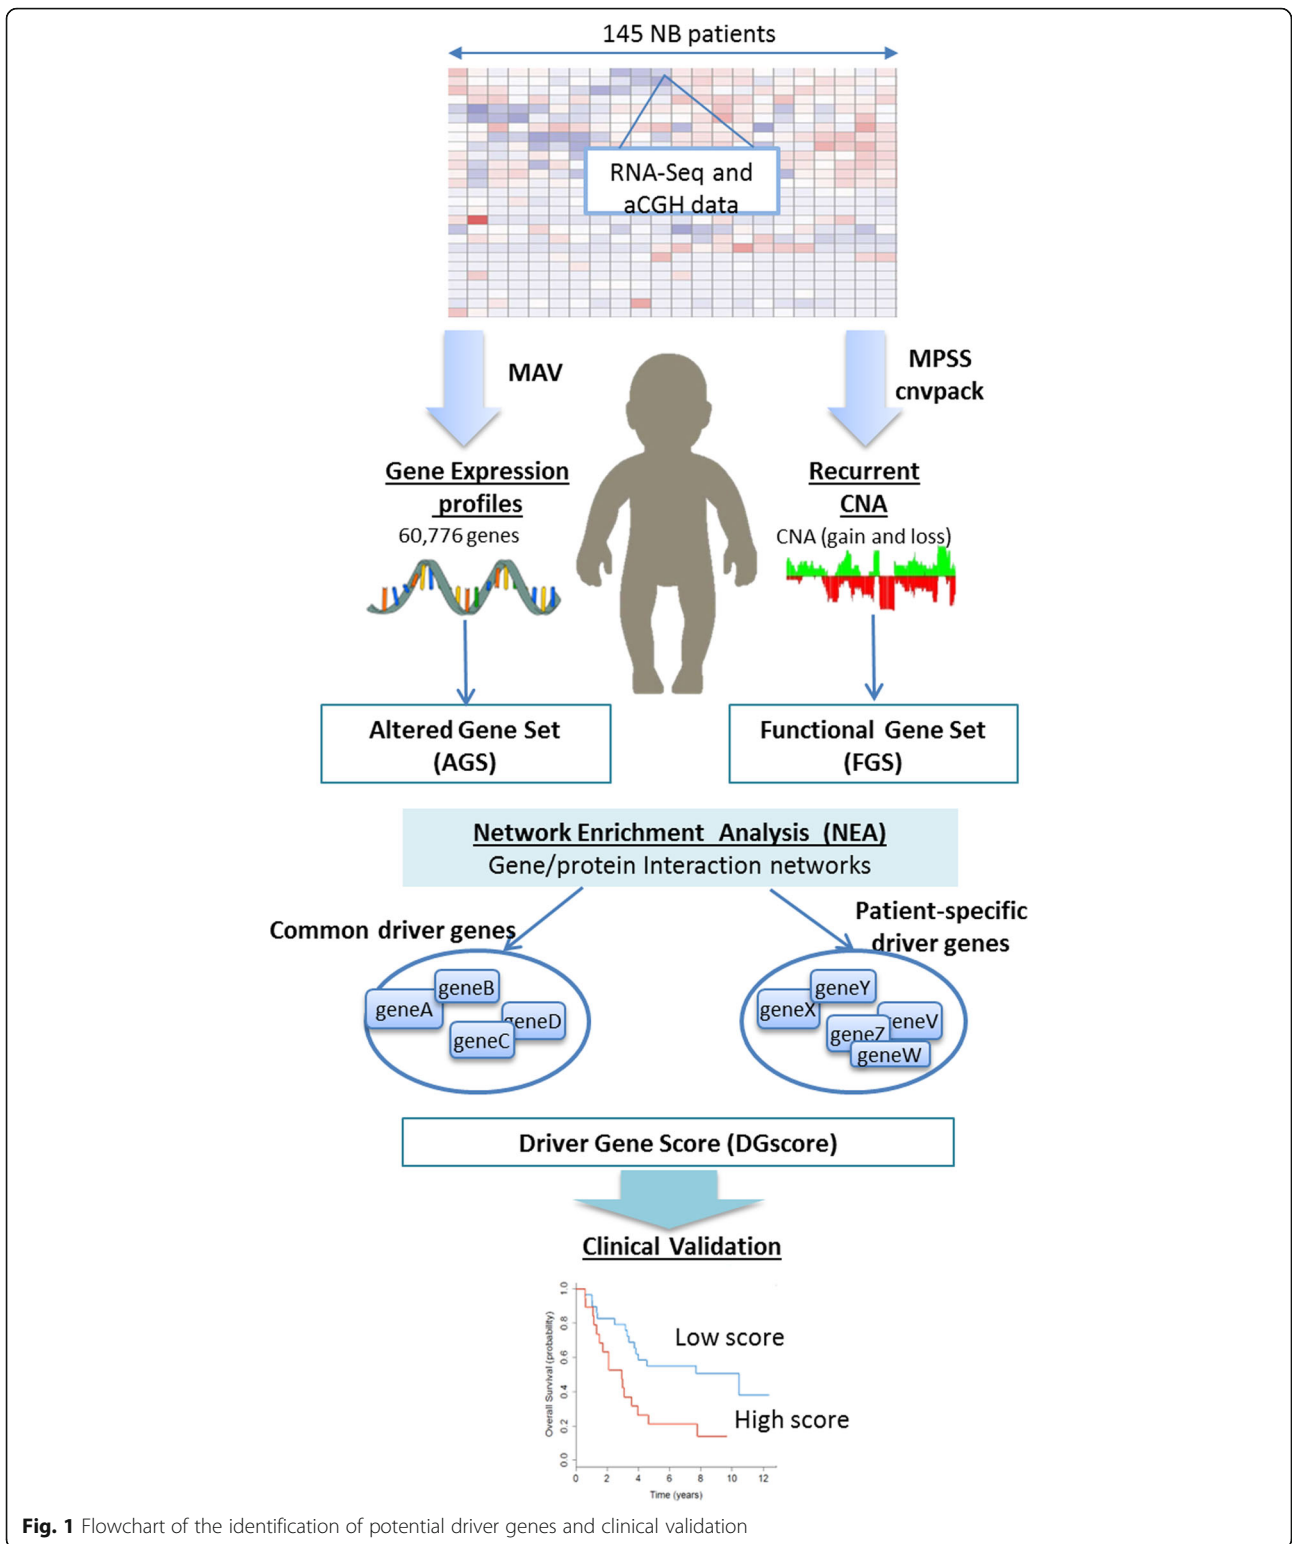 145 NB patients
RNA-Seq and
aCGH data
MAV
MPSS
cnvpack
Gene Expression
profiles
60,776 genes
Recurrent
CNA
CNA (gain and loss)
Altered Gene Set
(AGS)
Functional Gene Set
(FGS)
Network Enrichment Analysis (NEA)
Gene/protein Interaction networks
Common driver genes
Patient-specific
driver genes
geneA
geneB
geneC
geneD
geneX
geneY
geneZ
geneV
geneW
Driver Gene Score (DGscore)
Clinical Validation
Overall Survival (probability)
1.0
0.8
0.6
0.4
0.2
0.0
Low score
High score
0 2 4 6 8 10 12
Time (years)
Fig. 1 Flowchart of the identification of potential driver genes and clinical validation